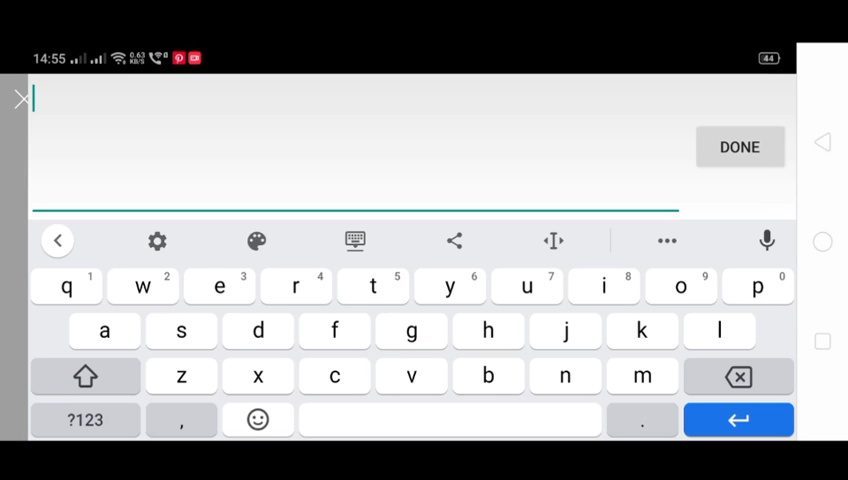 14:55 0.63 KB/S 44
DONE
q 1 w 2 e 3 r 4 t 5 y 6 u 7 i 8 o 9 p 0
a s d f g h j k l
z x c v b n m
?123 , .